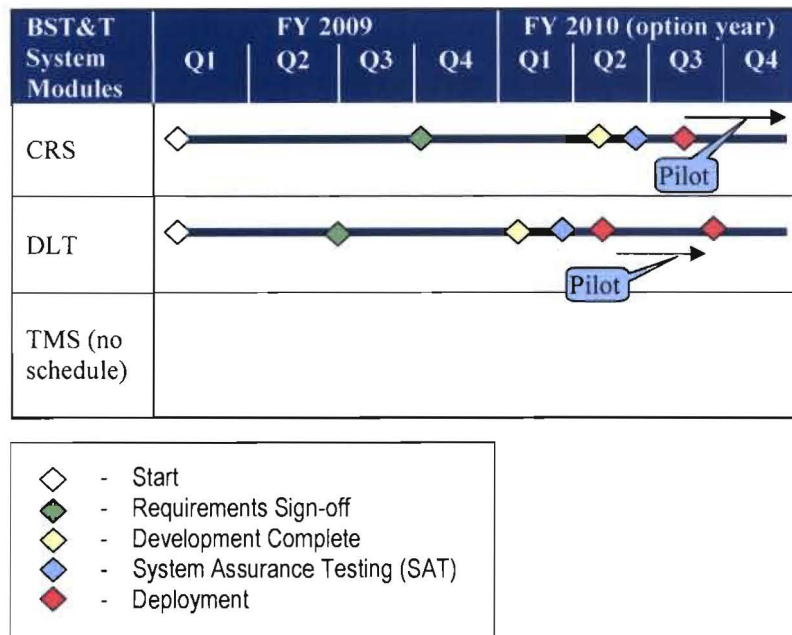 BST&T System Modules
FY 2009
FY 2010 (option year)
Q1 Q2 Q3 Q4 Q1 Q2 Q3 Q4
CRS
Pilot
DLT
Pilot
TMS (no
schedule)
- Start
- Requirements Sign-off
- Development Complete
- System Assurance Testing (SAT)
- Deployment